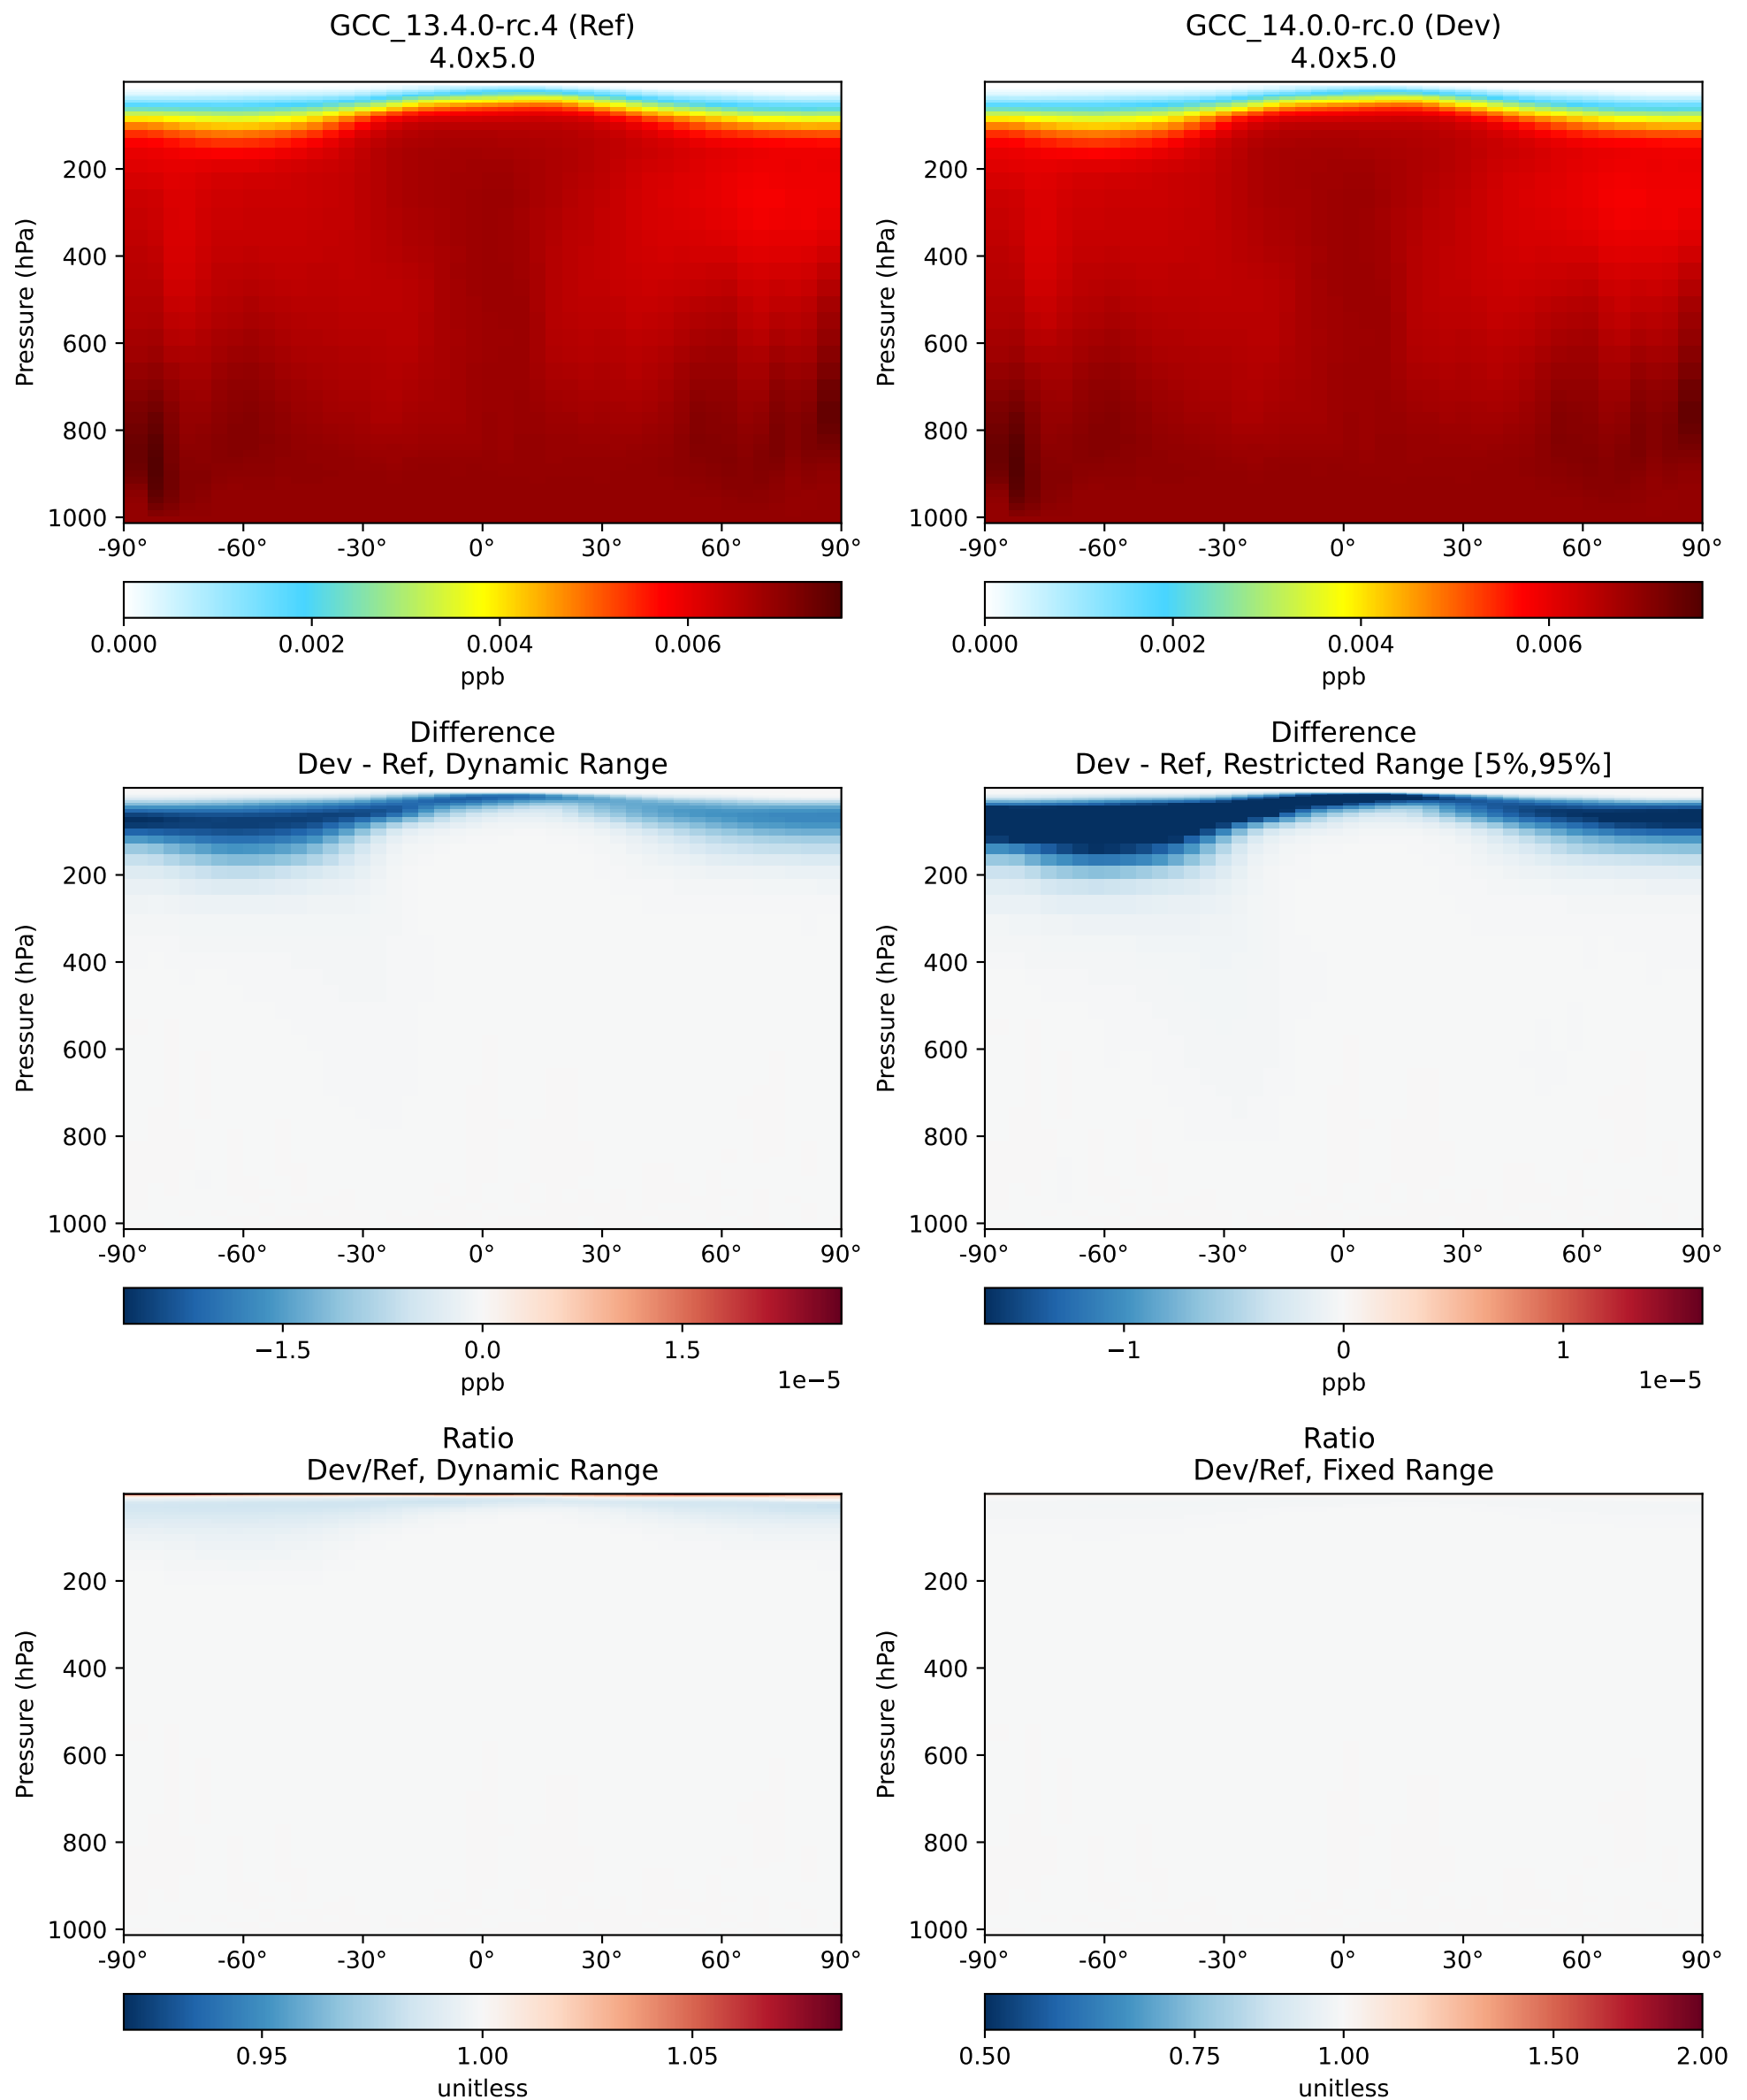 GCC_13.4.0-rc.4 (Ref)
4.0x5.0
Pressure (hPa)
200
400
600
800
1000
-90° -60° -30° 0° 30° 60° 90°
0.000 0.002 0.004 0.006
ppb
GCC_14.0.0-rc.0 (Dev)
4.0x5.0
Pressure (hPa)
200
400
600
800
1000
-90° -60° -30° 0° 30° 60° 90°
0.000 0.002 0.004 0.006
ppb
Difference
Dev - Ref, Dynamic Range
Pressure (hPa)
200
400
600
800
1000
-90° -60° -30° 0° 30° 60° 90°
−1.5 0.0 1.5
1e−5
ppb
Difference
Dev - Ref, Restricted Range [5%,95%]
Pressure (hPa)
200
400
600
800
1000
-90° -60° -30° 0° 30° 60° 90°
−1 0 1
1e−5
ppb
Ratio
Dev/Ref, Dynamic Range
Pressure (hPa)
200
400
600
800
1000
-90° -60° -30° 0° 30° 60° 90°
0.95 1.00 1.05
unitless
Ratio
Dev/Ref, Fixed Range
Pressure (hPa)
200
400
600
800
1000
-90° -60° -30° 0° 30° 60° 90°
0.50 0.75 1.00 1.50 2.00
unitless